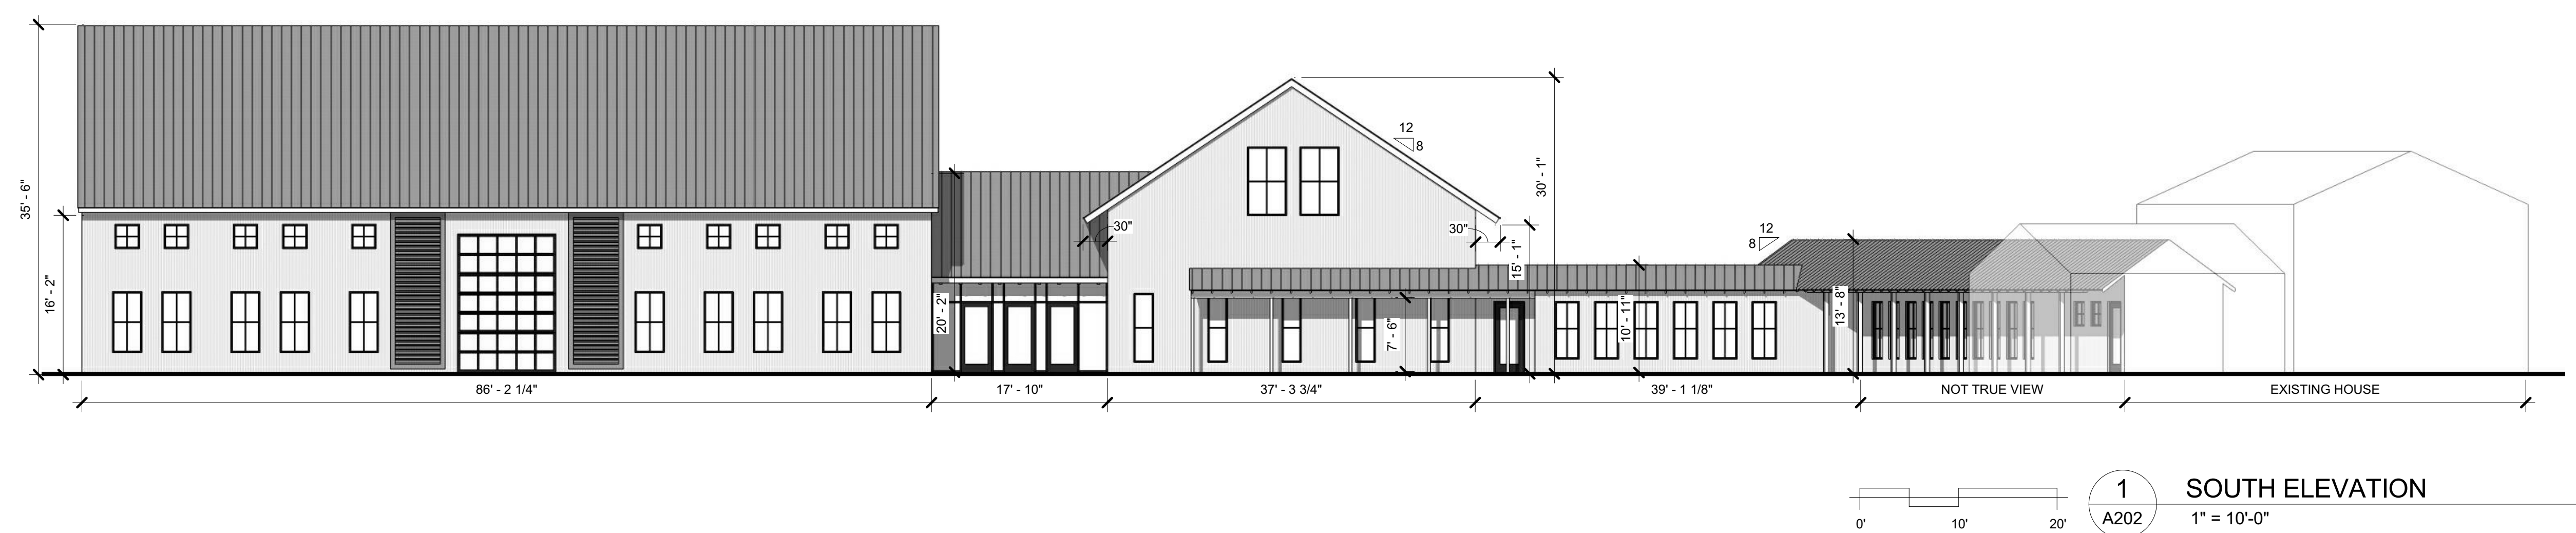 35' - 6"
16' - 2"
20' - 2"
30"
12
8
30"
30' - 1"
15' - 1"
7' - 6"
10' - 11"
12
8
13' - 8"
86' - 2 1/4"
17' - 10"
37' - 3 3/4"
39' - 1 1/8"
NOT TRUE VIEW
EXISTING HOUSE
0'
10'
20'
1
A202
SOUTH ELEVATION
1" = 10'-0"